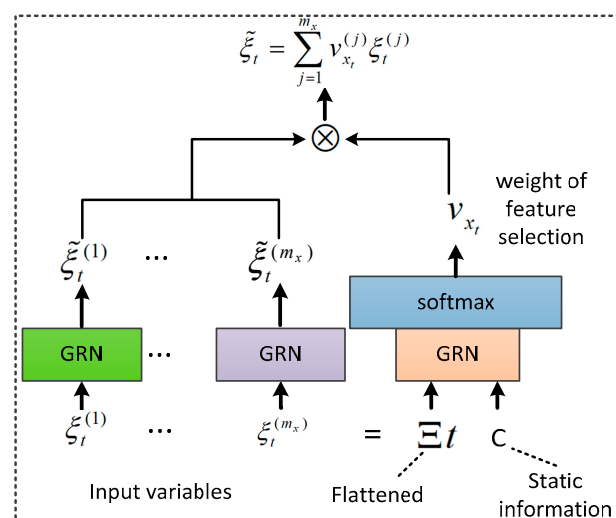 ξ̃_t = ∑_{j=1}^{m_x} v_{x_t}^{(j)} ξ_t^{(j)}
⊗
weight of
feature
selection
ξ̃_t^{(1)} ... ξ̃_t^{(m_x)} v_{x_t}
softmax
GRN ... GRN GRN
ξ_t^{(1)} ... ξ_t^{(m_x)} = Ξt C
Input variables Flattened Static
information